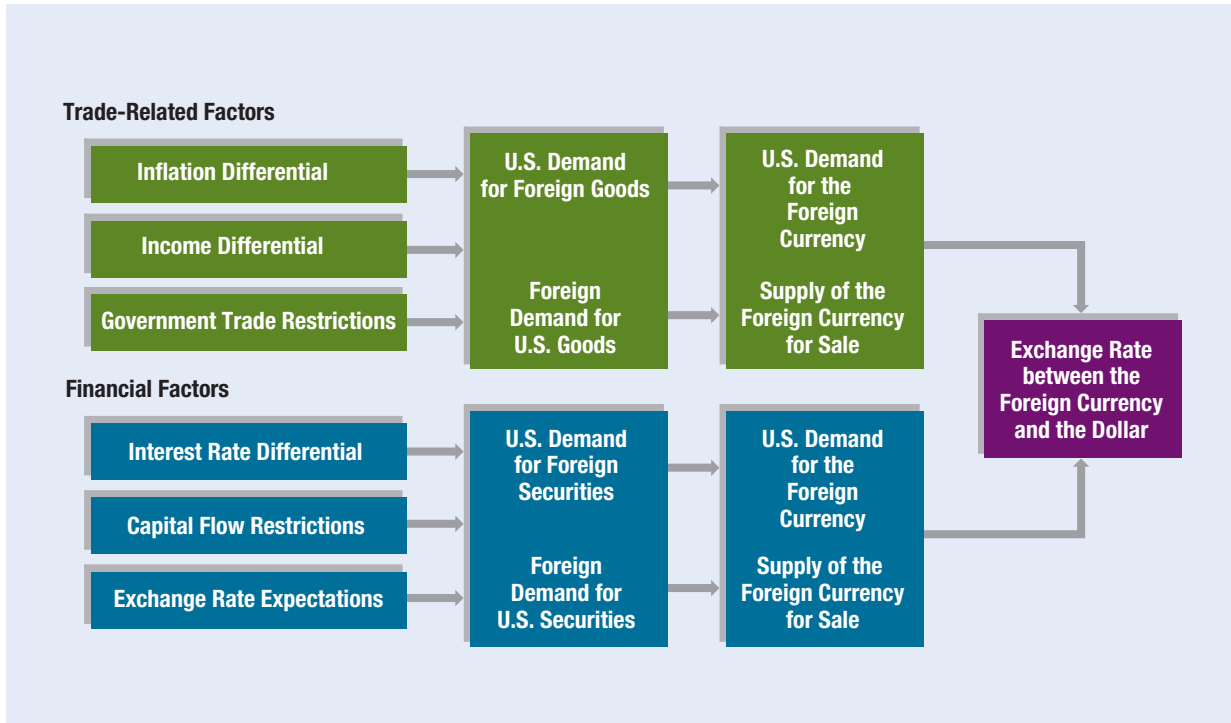 Trade-Related Factors
Inflation Differential
Income Differential
Government Trade Restrictions
U.S. Demand
for Foreign Goods
Foreign
Demand for
U.S. Goods
U.S. Demand
for the
Foreign
Currency
Supply of the
Foreign Currency
for Sale
Financial Factors
Interest Rate Differential
Capital Flow Restrictions
Exchange Rate Expectations
U.S. Demand
for Foreign
Securities
Foreign
Demand for
U.S. Securities
U.S. Demand
for the
Foreign
Currency
Supply of the
Foreign Currency
for Sale
Exchange Rate
between the
Foreign Currency
and the Dollar